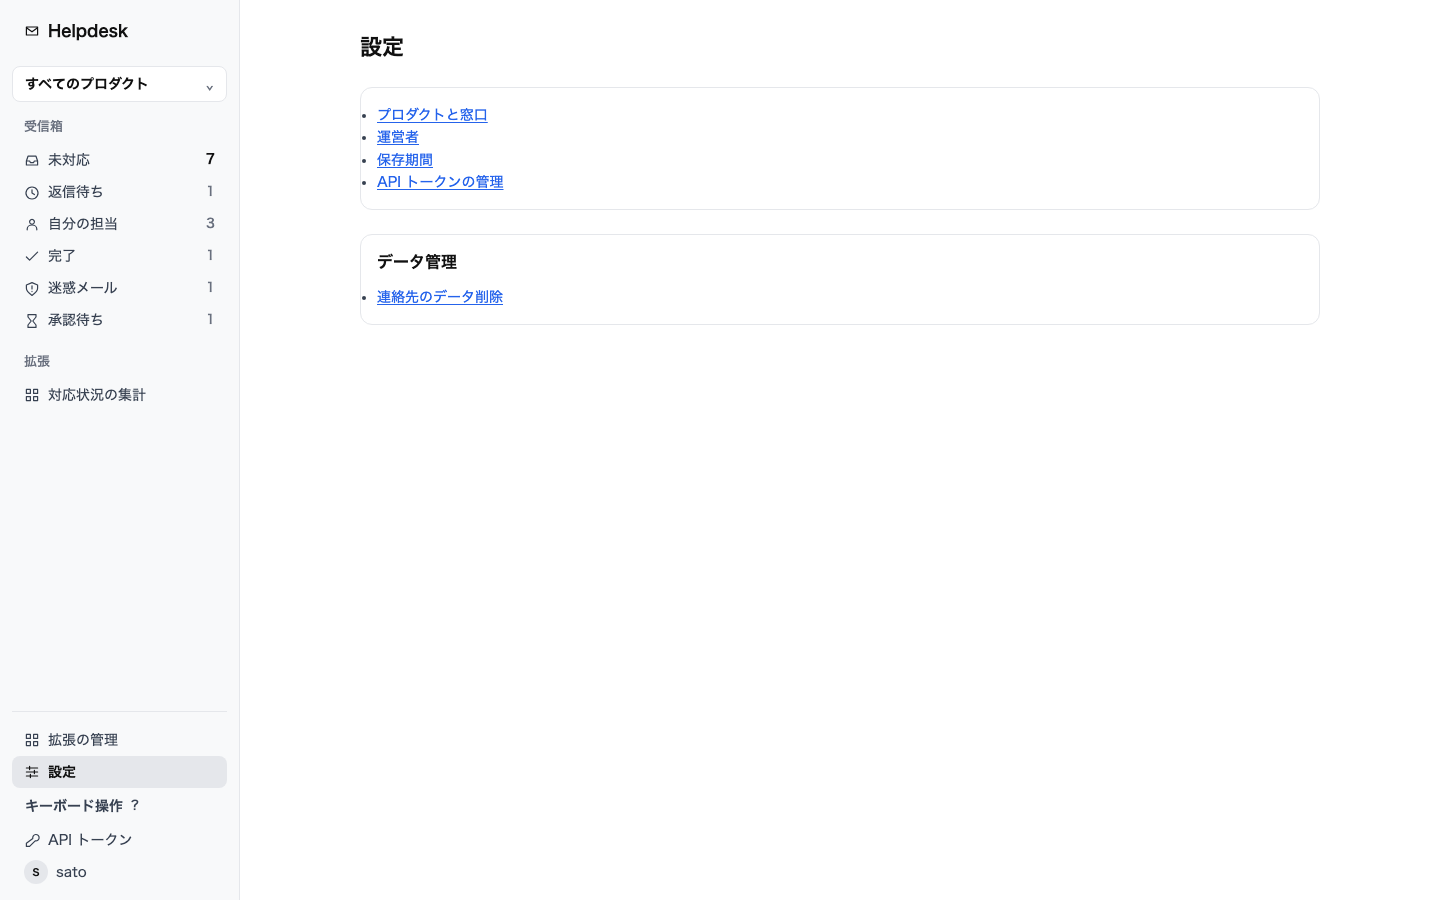 Helpdesk
すべてのプロダクト
受信箱
未対応 7
返信待ち 1
自分の担当 3
完了 1
迷惑メール 1
承認待ち 1
拡張
対応状況の集計
拡張の管理
設定
キーボード操作 ?
API トークン
S sato
設定
プロダクトと窓口
運営者
保存期間
API トークンの管理
データ管理
連絡先のデータ削除